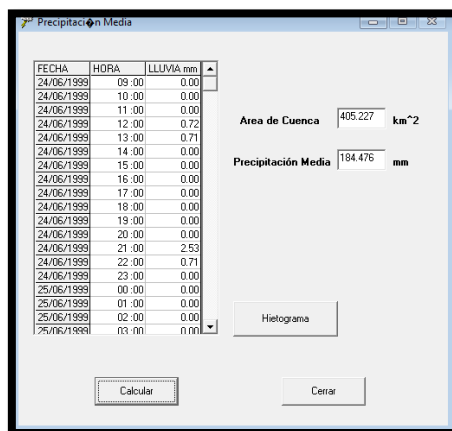 Precipitaci�n Media
FECHA HORA LLUVIA mm
24/06/1999 09:00 0.00
24/06/1999 10:00 0.00
24/06/1999 11:00 0.00
24/06/1999 12:00 0.72
24/06/1999 13:00 0.71
24/06/1999 14:00 0.00
24/06/1999 15:00 0.00
24/06/1999 16:00 0.00
24/06/1999 17:00 0.00
24/06/1999 18:00 0.00
24/06/1999 19:00 0.00
24/06/1999 20:00 0.00
24/06/1999 21:00 2.53
24/06/1999 22:00 0.71
24/06/1999 23:00 0.00
25/06/1999 00:00 0.00
25/06/1999 01:00 0.00
25/06/1999 02:00 0.00
25/06/1999 03:00 0.00
Area de Cuenca 405.227 km^2
Precipitación Media 184.476 mm
Hietograma
Calcular
Cerrar